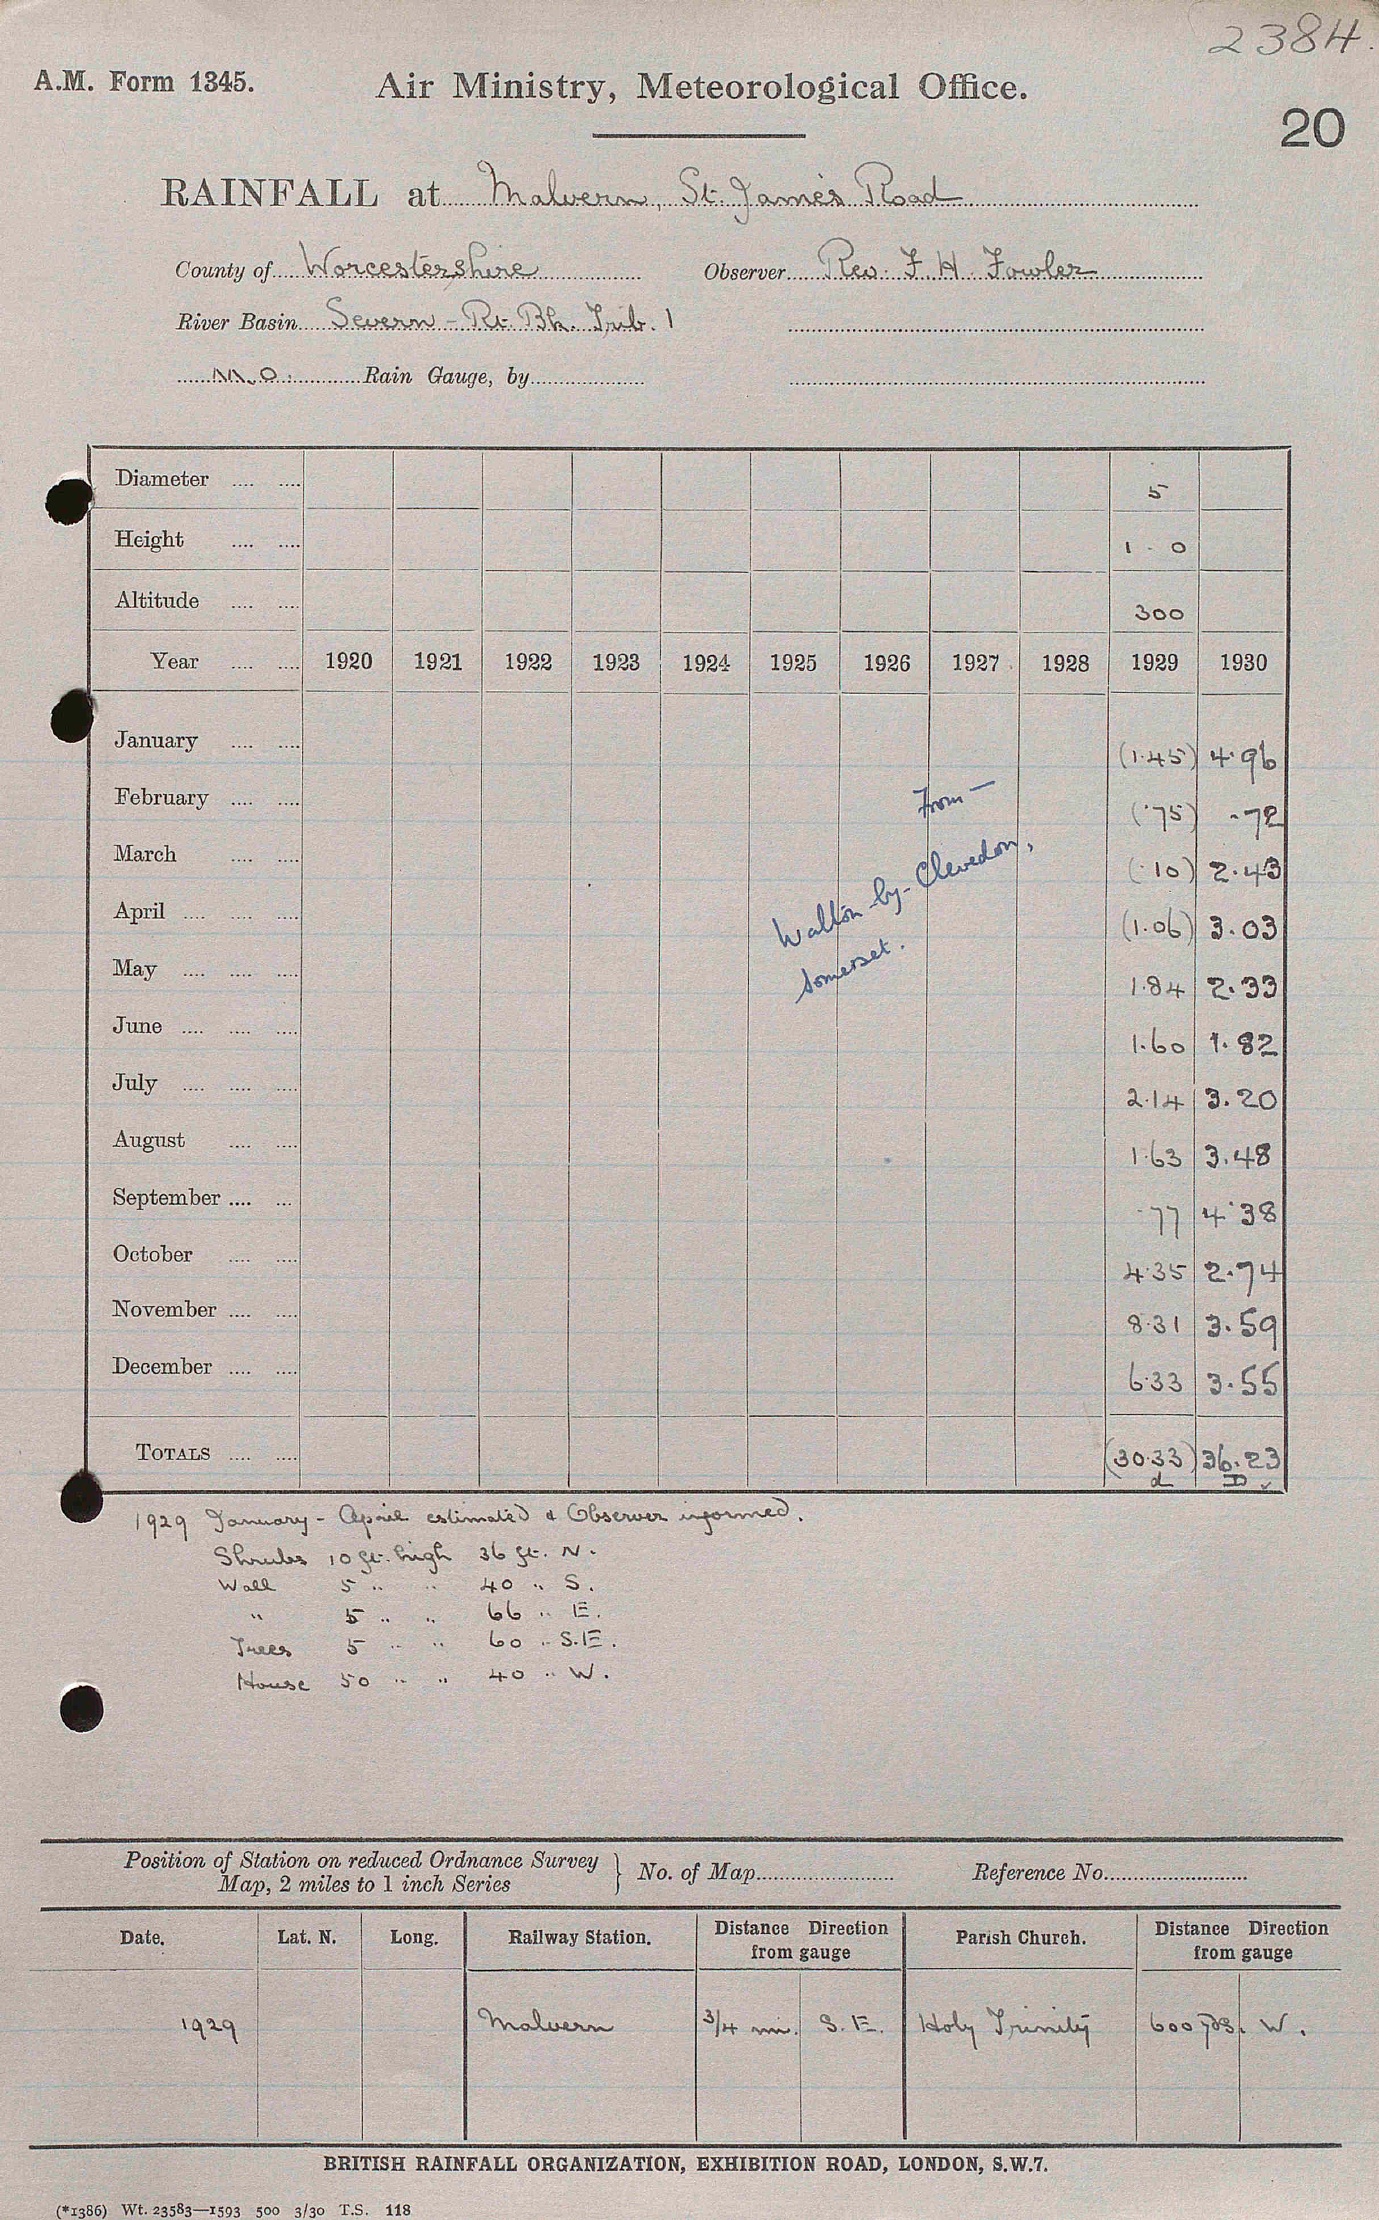 2384.
A.M. Form 1345. Air Ministry, Meteorological Office.
20
RAINFALL at Malvern, St. James's Road
County of Worcestershire Observer Rev. F. H. Fowler
River Basin Severn - Rt. Bk. Trib. 1
M.O. Rain Gauge, by
Diameter .... .... 5
Height .... .... 1 - 0
Altitude .... .... 300
Year .... .... 1920 1921 1922 1923 1924 1925 1926 1927 1928 1929 1930
January .... .... (1.45) 4.96
From —
February .... .... (.75) .72
March .... .... (.10) 2.43
Walton-by-Clevedon,
April .... .... .... (1.06) 3.03
Somerset.
May .... .... .... 1.84 2.33
June .... .... .... 1.60 1.82
July .... .... .... 2.14 3.20
August .... .... 1.63 3.48
September .... ... .77 4.38
October .... .... 4.35 2.74
November .... .... 8.31 3.59
December .... .... 6.33 3.55
TOTALS .... .... (30.33) 36.23
d D ✓
1929 January - April estimated & Observer informed.
Shrubs 10 ft. high 36 ft. N.
Wall 5 " " 40 " S.
" 5 " " 66 " E.
Trees 5 " " 60 " S.E.
House 50 " " 40 " W.
Position of Station on reduced Ordnance Survey
Map, 2 miles to 1 inch Series } No. of Map Reference No.
Date. Lat. N. Long. Railway Station. Distance Direction from gauge Parish Church. Distance Direction from gauge
1929 Malvern 3/4 mi. S.E. Holy Trinity 600 yds. W.
BRITISH RAINFALL ORGANIZATION, EXHIBITION ROAD, LONDON, S.W.7.
(*1386) Wt. 23583—1593 500 3/30 T.S. 118